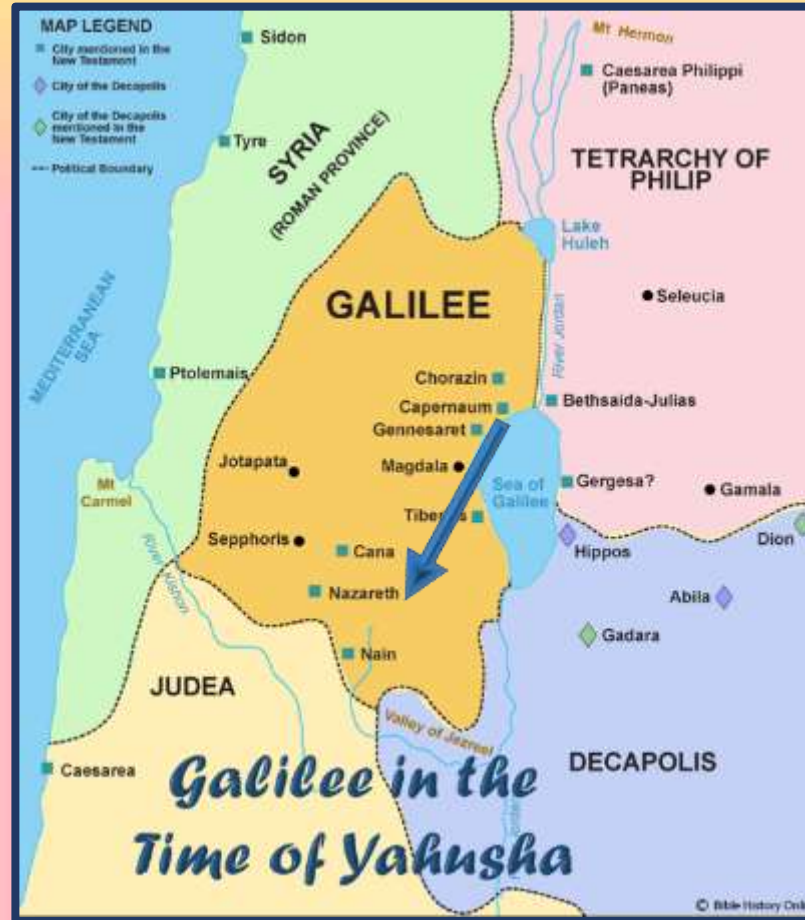 MAP LEGEND
City mentioned in the
New Testament
City of the Decapolis
City of the Decapolis
mentioned in the
New Testament
Political Boundary
Sidon
Mt Hermon
Caesarea Philippi
(Paneas)
Tyre
SYRIA
(ROMAN PROVINCE)
TETRARCHY OF
PHILIP
Lake
Huleh
MEDITERRANEAN
SEA
GALILEE
River Jordan
Seleucia
Ptolemais
Chorazin
Capernaum
Bethsaida-Julias
Gennesaret
Jotapata
Magdala
Sea of
Galilee
Gergesa?
Gamala
Mt
Carmel
Sepphoris
Dion
Cana
Hippos
River Kishon
Nazareth
Abila
Gadara
Nain
JUDEA
Valley of Jezreel
Caesarea
DECAPOLIS
Galilee in the
Time of Yahusha
© Bible History